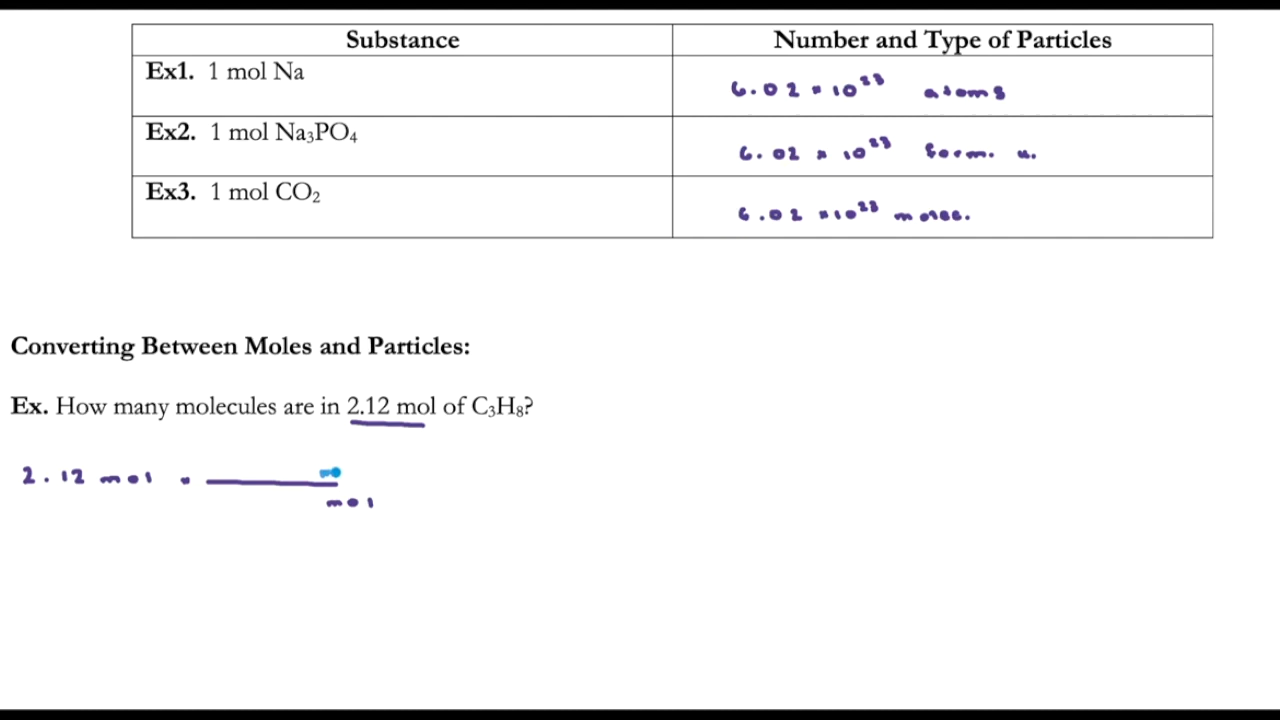 Substance Number and Type of Particles
Ex1. 1 mol Na 6.02 × 10²³ atoms
Ex2. 1 mol Na₃PO₄ 6.02 × 10²³ form. u.
Ex3. 1 mol CO₂ 6.02 × 10²³ molec.
Converting Between Moles and Particles:
Ex. How many molecules are in 2.12 mol of C₃H₈?
2.12 mol ×
mol